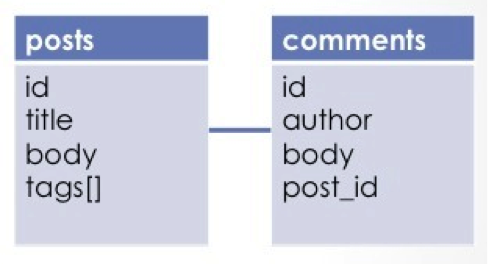 posts
id
title
body
tags[]
comments
id
author
body
post_id